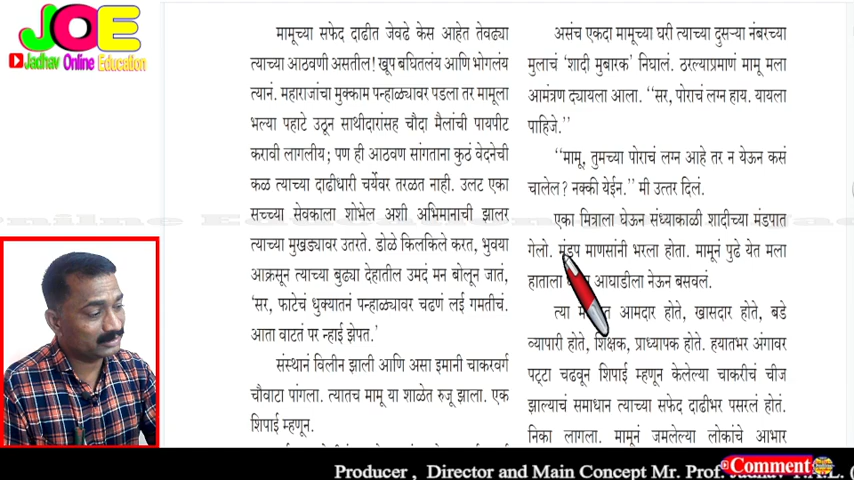 JOE
Jadhav Online Education
मामूच्या सफेद दाढीत जेवढे केस आहेत तेवढ्या
त्याच्या आठवणी असतील! खूप बघितलंय आणि भोगलंय
त्यानं. महाराजांचा मुक्काम पन्हाळ्यावर पडला तर मामूला
भल्या पहाटे उठून साथीदारांसह चौदा मैलांची पायपीट
करावी लागलीय; पण ही आठवण सांगताना कुठं वेदनेची
कळ त्याच्या दाढीधारी चर्येवर तरळत नाही. उलट एका
सच्च्या सेवकाला शोभेल अशी अभिमानाची झालर
त्याच्या मुखड्यावर उतरते. डोळे किलकिले करत, भुवया
आक्रसून त्याच्या बुढ्या देहातील उमदं मन बोलून जातं,
‘सर, फाटेचं धुक्यातनं पन्हाळ्यावर चढणं लई गमतीचं.
आता वाटतं पर न्हाई झेपत.’
संस्थानं विलीन झाली आणि असा इमानी चाकरवर्ग
चौवाटा पांगला. त्यातच मामू या शाळेत रुजू झाला. एक
शिपाई म्हणून.
असंच एकदा मामूच्या घरी त्याच्या दुसऱ्या नंबरच्या
मुलाचं ‘शादी मुबारक’ निघालं. ठरल्याप्रमाणं मामू मला
आमंत्रण द्यायला आला. “सर, पोराचं लग्न हाय. यायला
पाहिजे.”
“मामू, तुमच्या पोराचं लग्न आहे तर न येऊन कसं
चालेल? नक्की येईन.” मी उत्तर दिलं.
एका मित्राला घेऊन संध्याकाळी शादीच्या मंडपात
गेलो. मंडप माणसांनी भरला होता. मामूनं पुढे येत मला
हाताला आघाडीला नेऊन बसवलं.
त्या आमदार होते, खासदार होते, बडे
व्यापारी होते, शिक्षक, प्राध्यापक होते. हयातभर अंगावर
पट्टा चढवून शिपाई म्हणून केलेल्या चाकरीचं चीज
झाल्याचं समाधान त्याच्या सफेद दाढीभर पसरलं होतं.
निका लागला. मामूनं जमलेल्या लोकांचे आभार
Producer , Director and Main Concept Mr. Prof. Jadhav
Comment